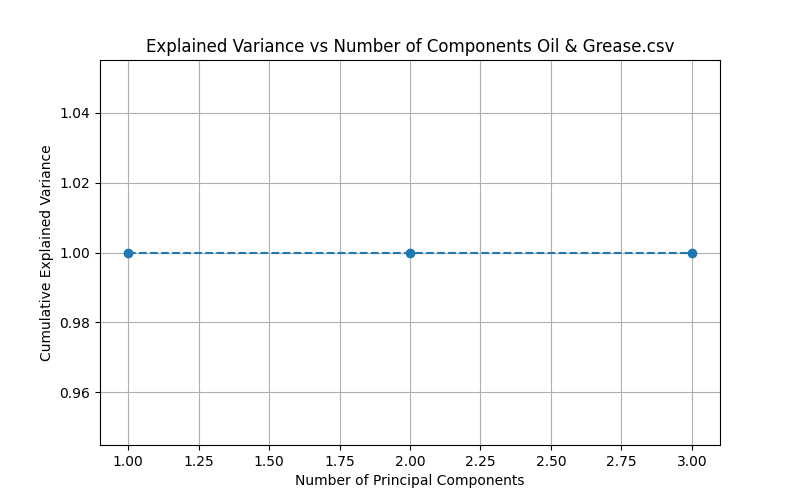 Explained Variance vs Number of Components Oil & Grease.csv
Cumulative Explained Variance
1.04
1.02
1.00
0.98
0.96
1.00 1.25 1.50 1.75 2.00 2.25 2.50 2.75 3.00
Number of Principal Components